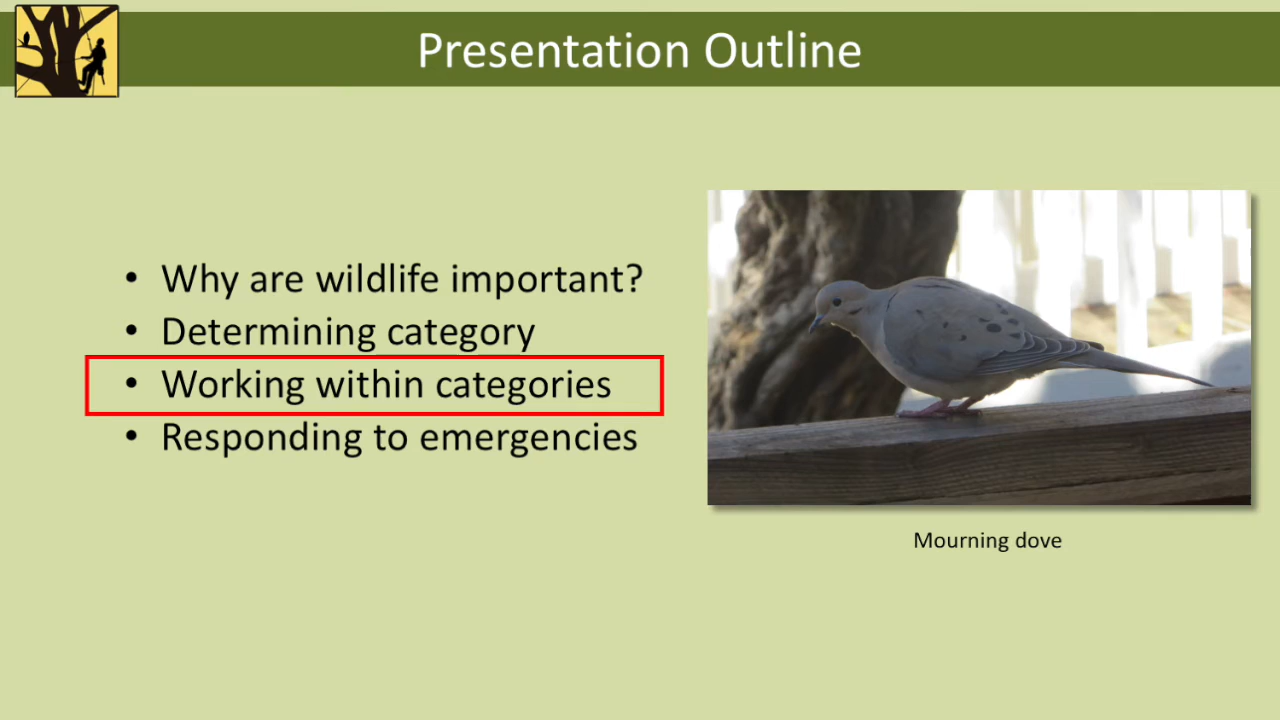 Presentation Outline
• Why are wildlife important?
• Determining category
• Working within categories
• Responding to emergencies
Mourning dove